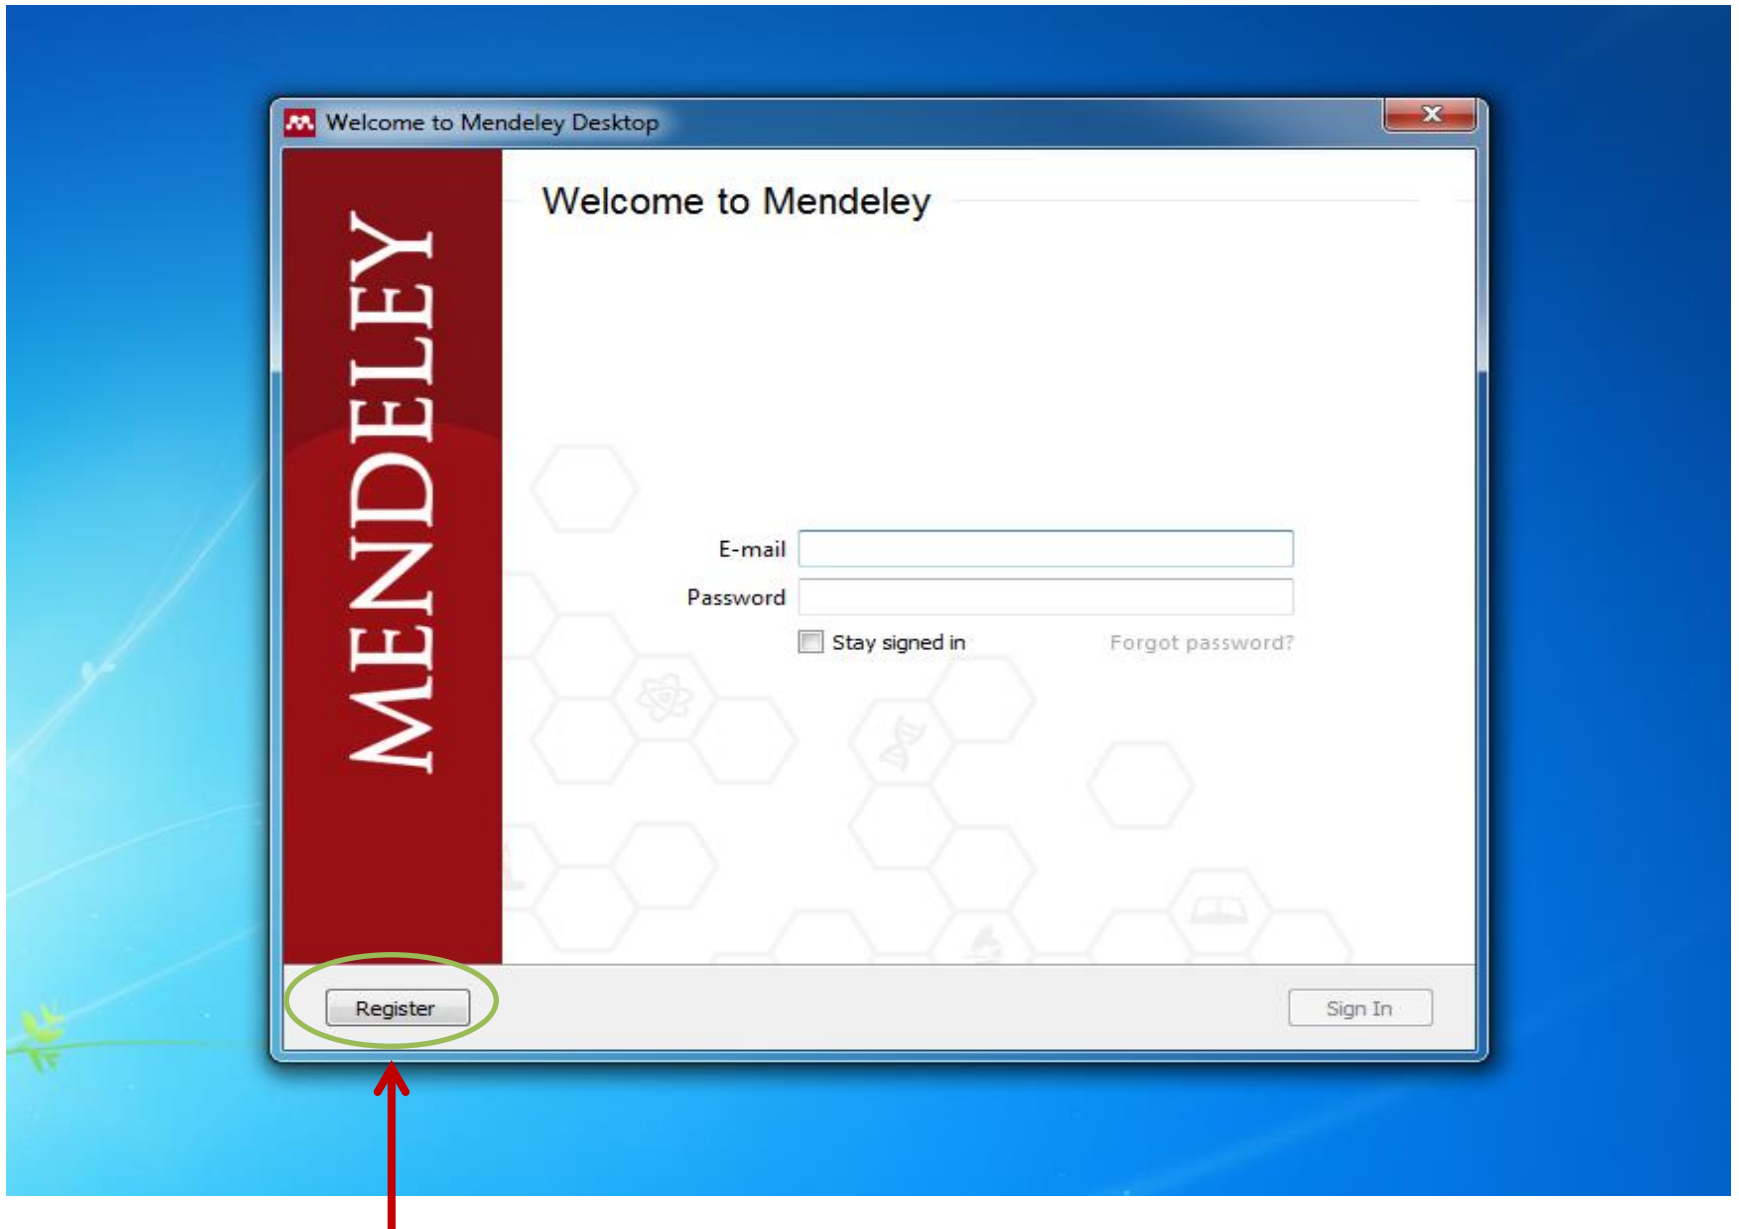 Welcome to Mendeley Desktop
MENDELEY
Welcome to Mendeley
E-mail
Password
Stay signed in Forgot password?
Register Sign In